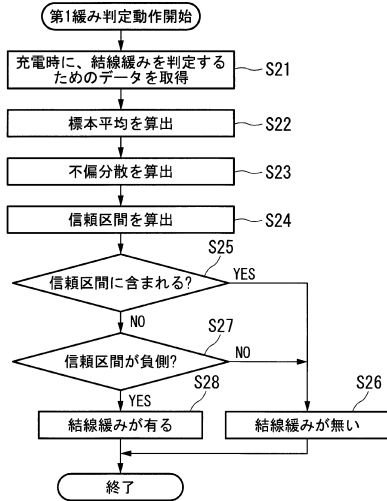 第1緩み判定動作開始
充電時に、結線緩みを判定する
ためのデータを取得
S21
標本平均を算出
S22
不偏分散を算出
S23
信頼区間を算出
S24
S25
信頼区間に含まれる?
YES
NO
S27
信頼区間が負側?
NO
YES
S28
S26
結線緩みが有る
結線緩みが無い
終了